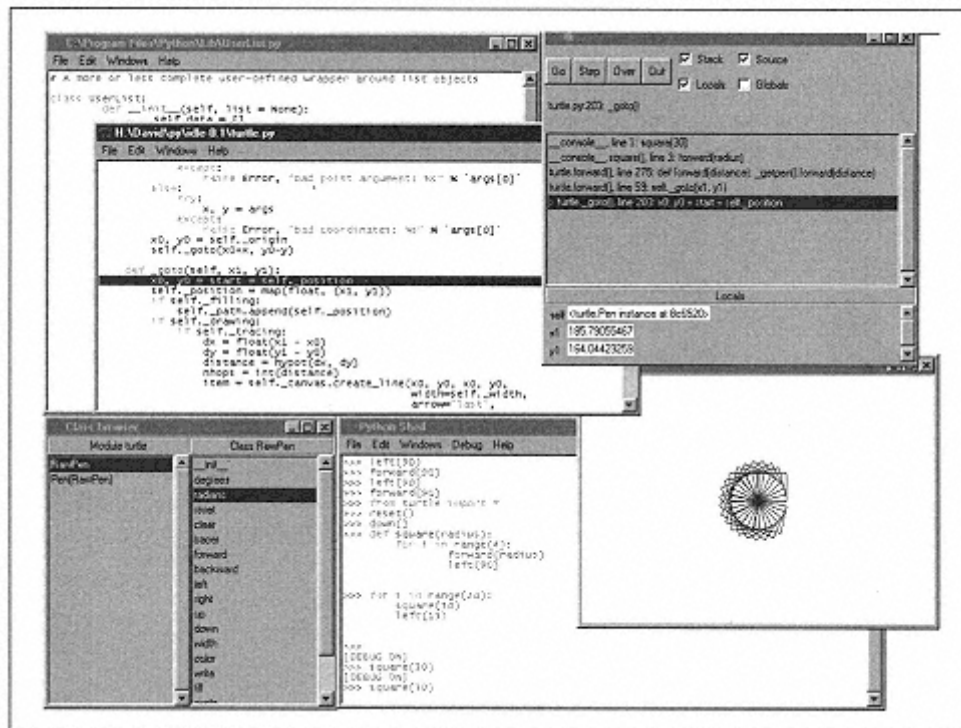 C:\Program Files\Python\Lib\UserList.py
File Edit Windows Help
# A more or less complete user-defined wrapper around list objects
class UserList:
def __init__(self, list = None):
self.data = []
H:\David\py\idle-0.1\turtle.py
File Edit Windows Help
except:
raise Error, "bad point argument: %s" % `args[0]`
else:
try:
x, y = args
except:
raise Error, "bad coordinates: %s" % `args[0]`
x0, y0 = self._origin
self._goto(x0+x, y0-y)
def _goto(self, x1, y1):
x0, y0 = start = self._position
self._position = map(float, (x1, y1))
if self._filling:
self._path.append(self._position)
if self._drawing:
if self._tracing:
dx = float(x1 - x0)
dy = float(y1 - y0)
distance = hypot(dx, dy)
nhops = int(distance)
item = self._canvas.create_line(x0, y0, x0, y0,
width=self._width,
arrow="last",
Go Step Over Out
Stack Source
Locals Globals
turtle.py:203: _goto()
__console__, line 1: square(30)
__console__.square(), line 3: forward(radius)
turtle.forward(), line 275: def forward(distance): _getpen().forward(distance)
turtle.forward(), line 59: self._goto(x1, y1)
> turtle._goto(), line 203: x0, y0 = start = self._position
Locals
self <turtle.Pen instance at 8c5520>
x1 185.79055467
y1 164.04423259
Class browser
Module turtle
RawPen
Pen(RawPen)
Class RawPen
__init__
degrees
radians
reset
clear
tracer
forward
backward
left
right
up
down
width
color
write
fill
Python Shell
File Edit Windows Debug Help
>>> left(90)
>>> forward(90)
>>> left(90)
>>> forward(90)
>>> from turtle import *
>>> reset()
>>> down()
>>> def square(radius):
for i in range(4):
forward(radius)
left(90)
>>> for i in range(24):
square(30)
left(15)
>>>
[DEBUG ON]
>>> square(30)
[DEBUG ON]
>>> square(30)